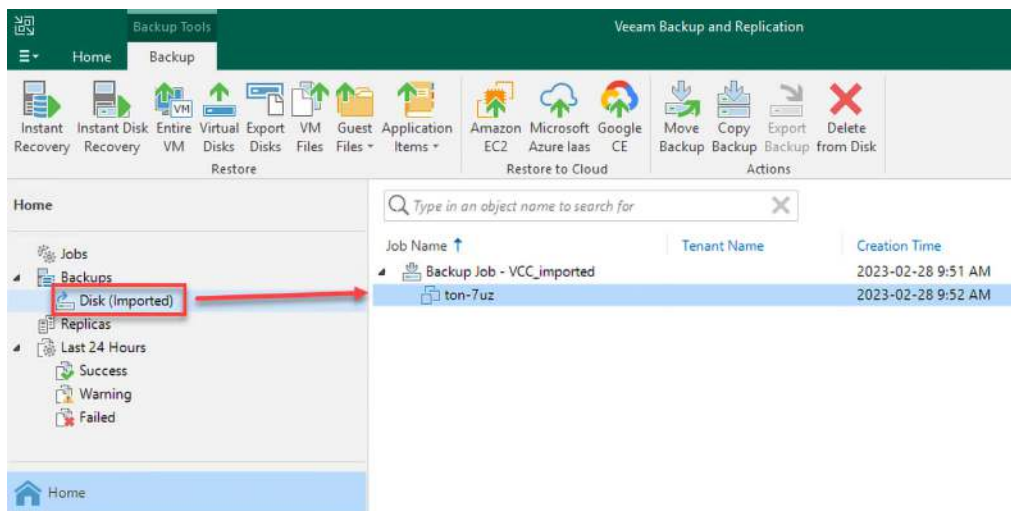 Backup Tools
Veeam Backup and Replication
Home Backup
Instant Recovery
Instant Disk Recovery
Entire VM
Virtual Disks
Export Disks
VM Files
Guest Files
Application Items
Amazon EC2
Microsoft Azure Iaas
Google CE
Move Backup
Copy Backup
Export Backup
Delete from Disk
VM
Restore
Restore to Cloud
Actions
Home
Type in an object name to search for
Jobs
Backups
Disk (Imported)
Replicas
Last 24 Hours
Success
Warning
Failed
Job Name Tenant Name Creation Time
Backup Job - VCC_imported 2023-02-28 9:51 AM
ton-7uz 2023-02-28 9:52 AM
Home